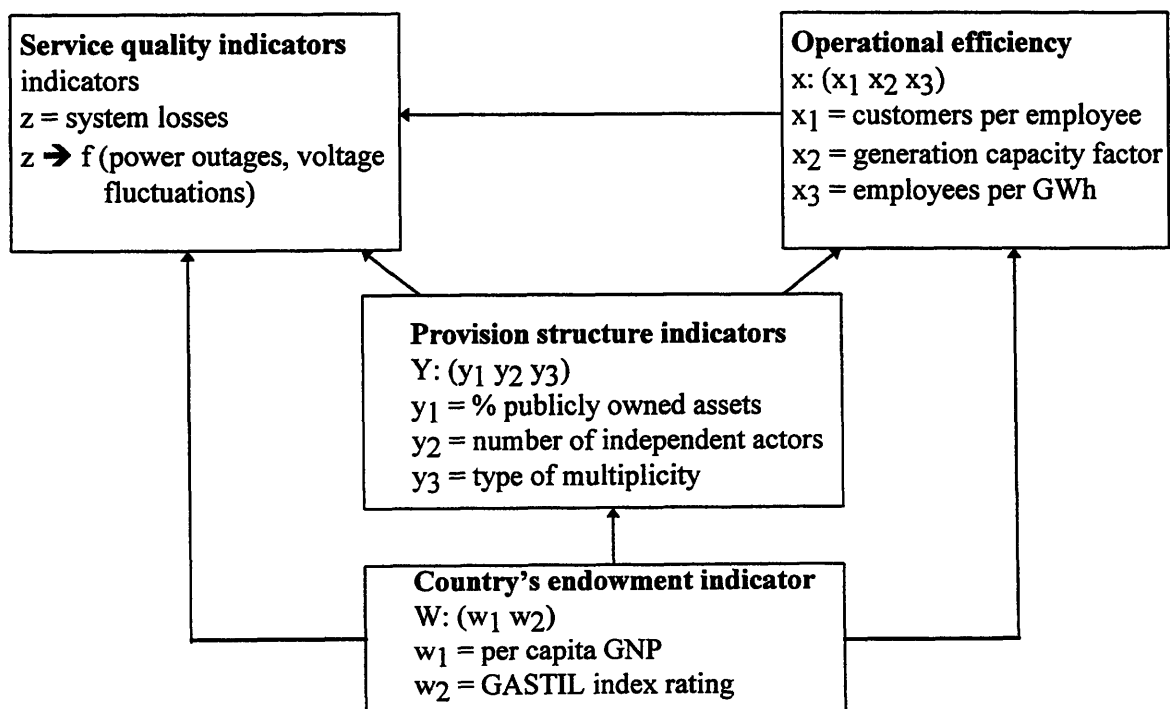 Service quality indicators
indicators
z = system losses
z ➔ f (power outages, voltage
fluctuations)
Operational efficiency
x: (x1 x2 x3)
x1 = customers per employee
x2 = generation capacity factor
x3 = employees per GWh
Provision structure indicators
Y: (y1 y2 y3)
y1 = % publicly owned assets
y2 = number of independent actors
y3 = type of multiplicity
Country's endowment indicator
W: (w1 w2)
w1 = per capita GNP
w2 = GASTIL index rating